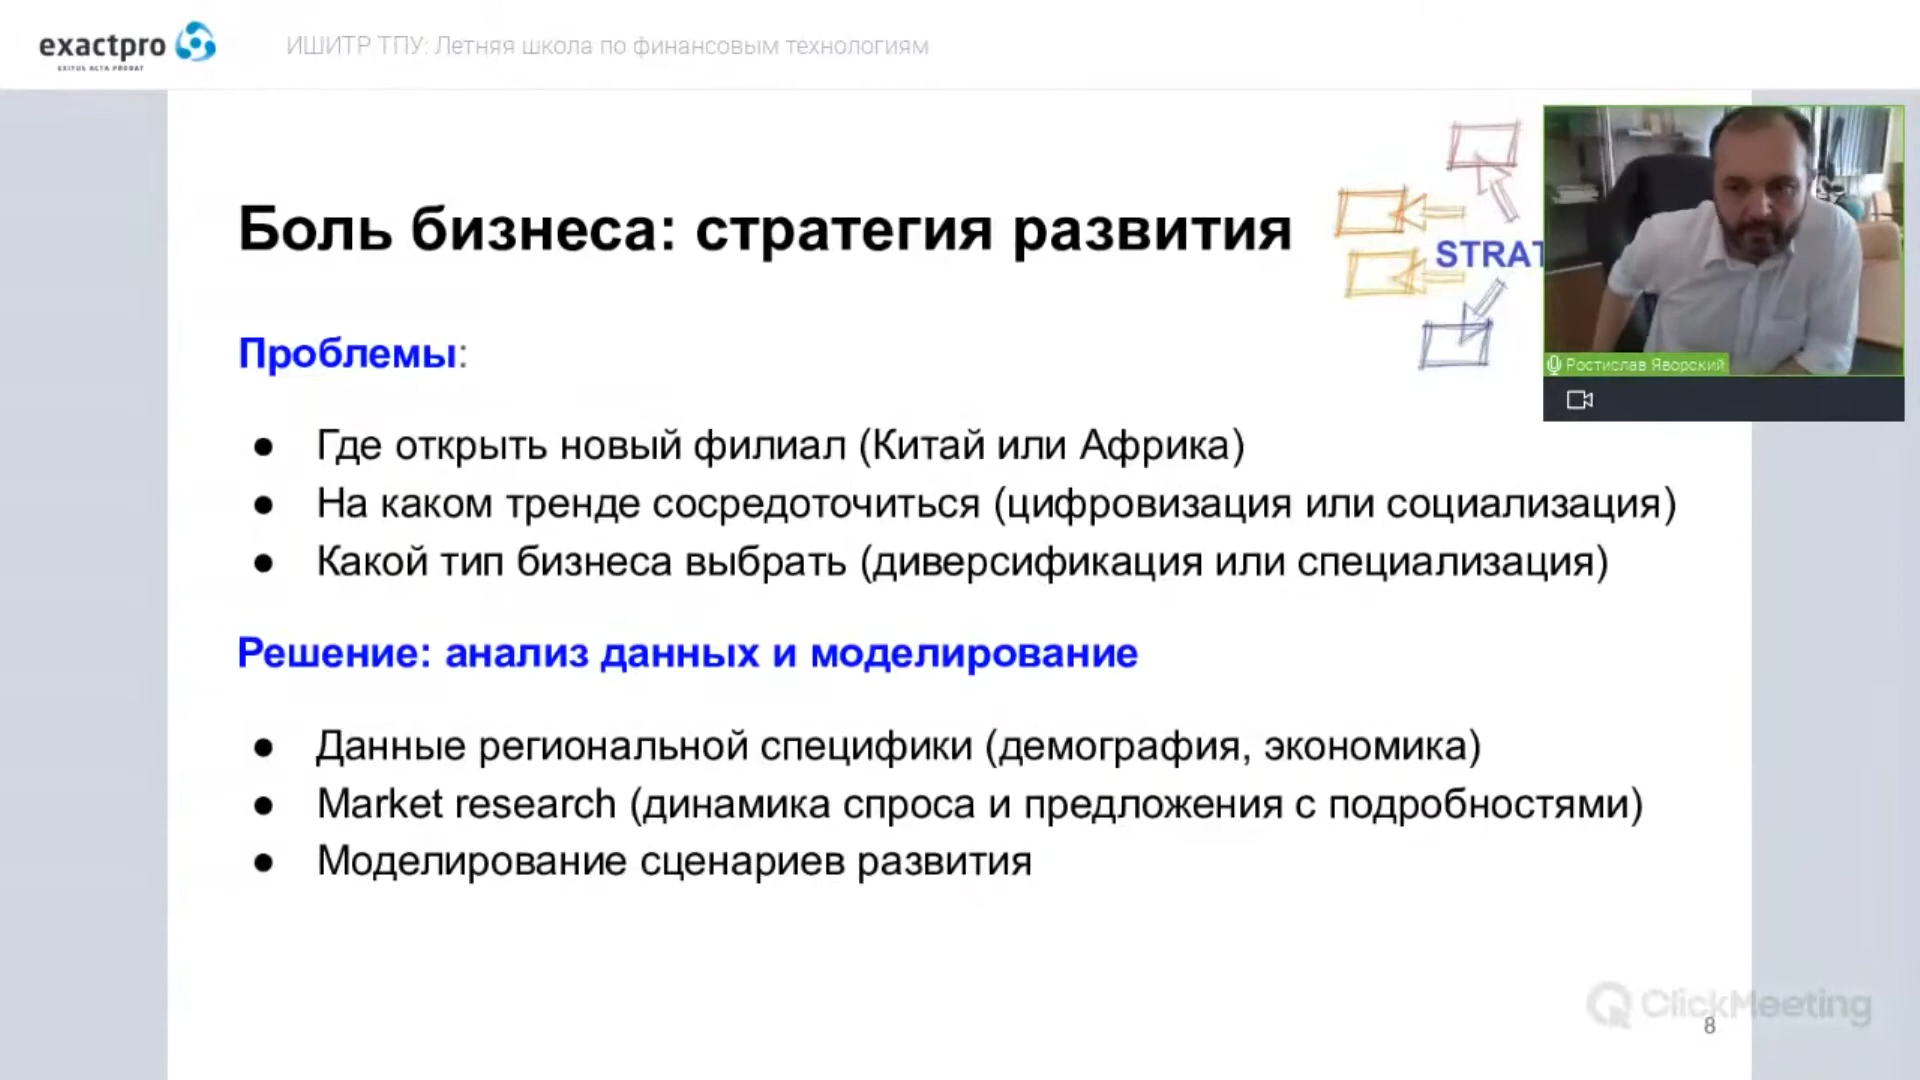 exactpro
EXITUS ACTA PROBAT
ИШИТР ТПУ: Летняя школа по финансовым технологиям
Боль бизнеса: стратегия развития
STRAT
Ростислав Яворский
Проблемы:
● Где открыть новый филиал (Китай или Африка)
● На каком тренде сосредоточиться (цифровизация или социализация)
● Какой тип бизнеса выбрать (диверсификация или специализация)
Решение: анализ данных и моделирование
● Данные региональной специфики (демография, экономика)
● Market research (динамика спроса и предложения с подробностями)
● Моделирование сценариев развития
ClickMeeting
8